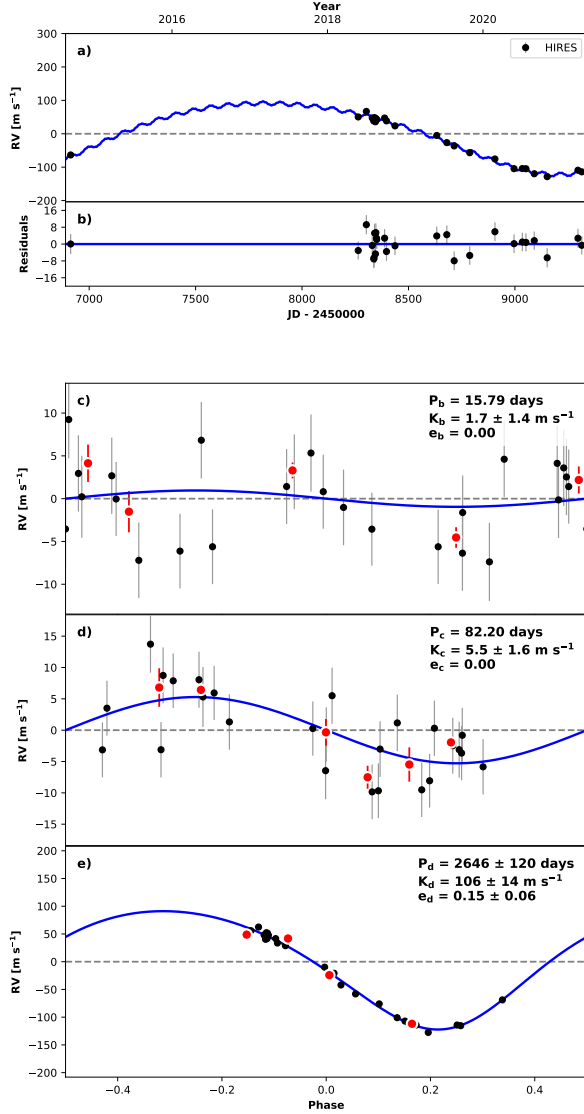 Year
2016 2018 2020
a)
HIRES
300
200
100
0
−100
−200
RV [m s⁻¹]
b)
16
8
0
−8
−16
Residuals
7000 7500 8000 8500 9000
JD - 2450000
c)
P_b = 15.79 days
K_b = 1.7 ± 1.4 m s⁻¹
e_b = 0.00
10
5
0
−5
−10
RV [m s⁻¹]
d)
P_c = 82.20 days
K_c = 5.5 ± 1.6 m s⁻¹
e_c = 0.00
15
10
5
0
−5
−10
−15
RV [m s⁻¹]
e)
P_d = 2646 ± 120 days
K_d = 106 ± 14 m s⁻¹
e_d = 0.15 ± 0.06
200
150
100
50
0
−50
−100
−150
−200
RV [m s⁻¹]
−0.4 −0.2 0.0 0.2 0.4
Phase